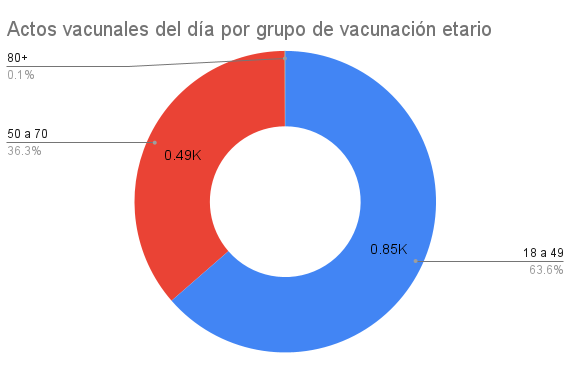 Actos vacunales del día por grupo de vacunación etario
80+
0.1%
50 a 70
36.3%
0.49K
0.85K
18 a 49
63.6%